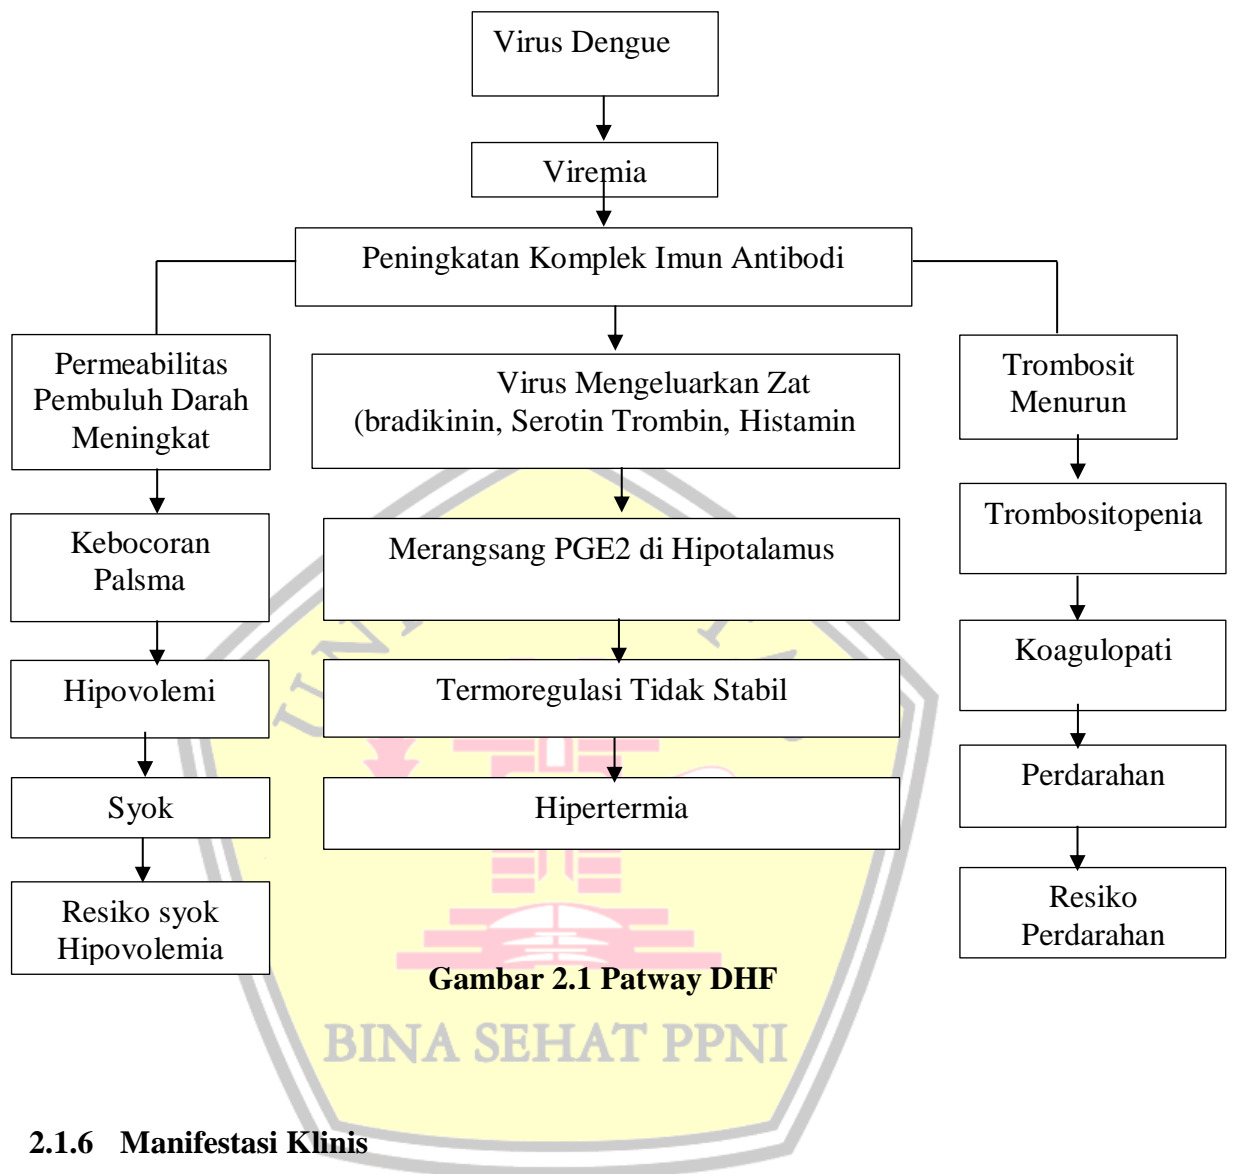 Virus Dengue
Viremia
Peningkatan Komplek Imun Antibodi
Permeabilitas
Pembuluh Darah
Meningkat
Virus Mengeluarkan Zat
(bradikinin, Serotin Trombin, Histamin
Trombosit
Menurun
Kebocoran
Palsma
Merangsang PGE2 di Hipotalamus
Trombositopenia
Hipovolemi
Termoregulasi Tidak Stabil
Koagulopati
Syok
Hipertermia
Perdarahan
Resiko syok
Hipovolemia
Resiko
Perdarahan
Gambar 2.1 Patway DHF
BINA SEHAT PPNI
2.1.6 Manifestasi Klinis